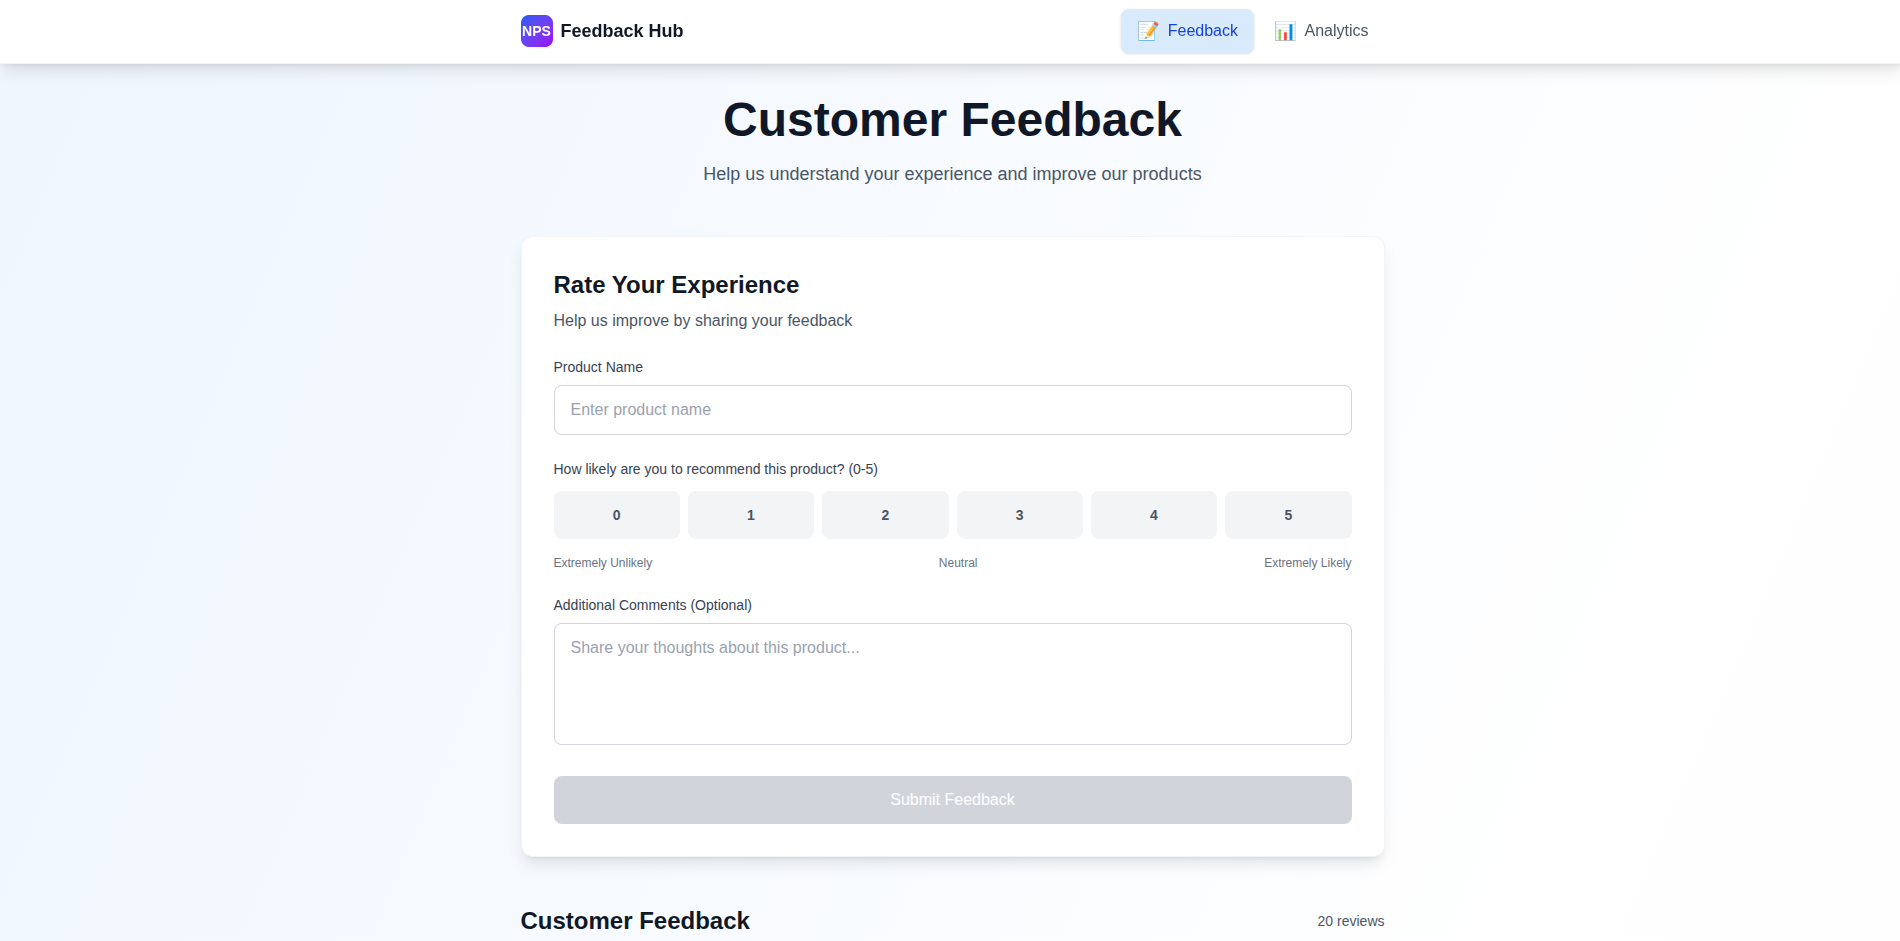 NPS Feedback Hub
📝 Feedback
📊 Analytics
Customer Feedback
Help us understand your experience and improve our products
Rate Your Experience
Help us improve by sharing your feedback
Product Name
Enter product name
How likely are you to recommend this product? (0-5)
0 1 2 3 4 5
Extremely Unlikely Neutral Extremely Likely
Additional Comments (Optional)
Share your thoughts about this product...
Submit Feedback
Customer Feedback 20 reviews